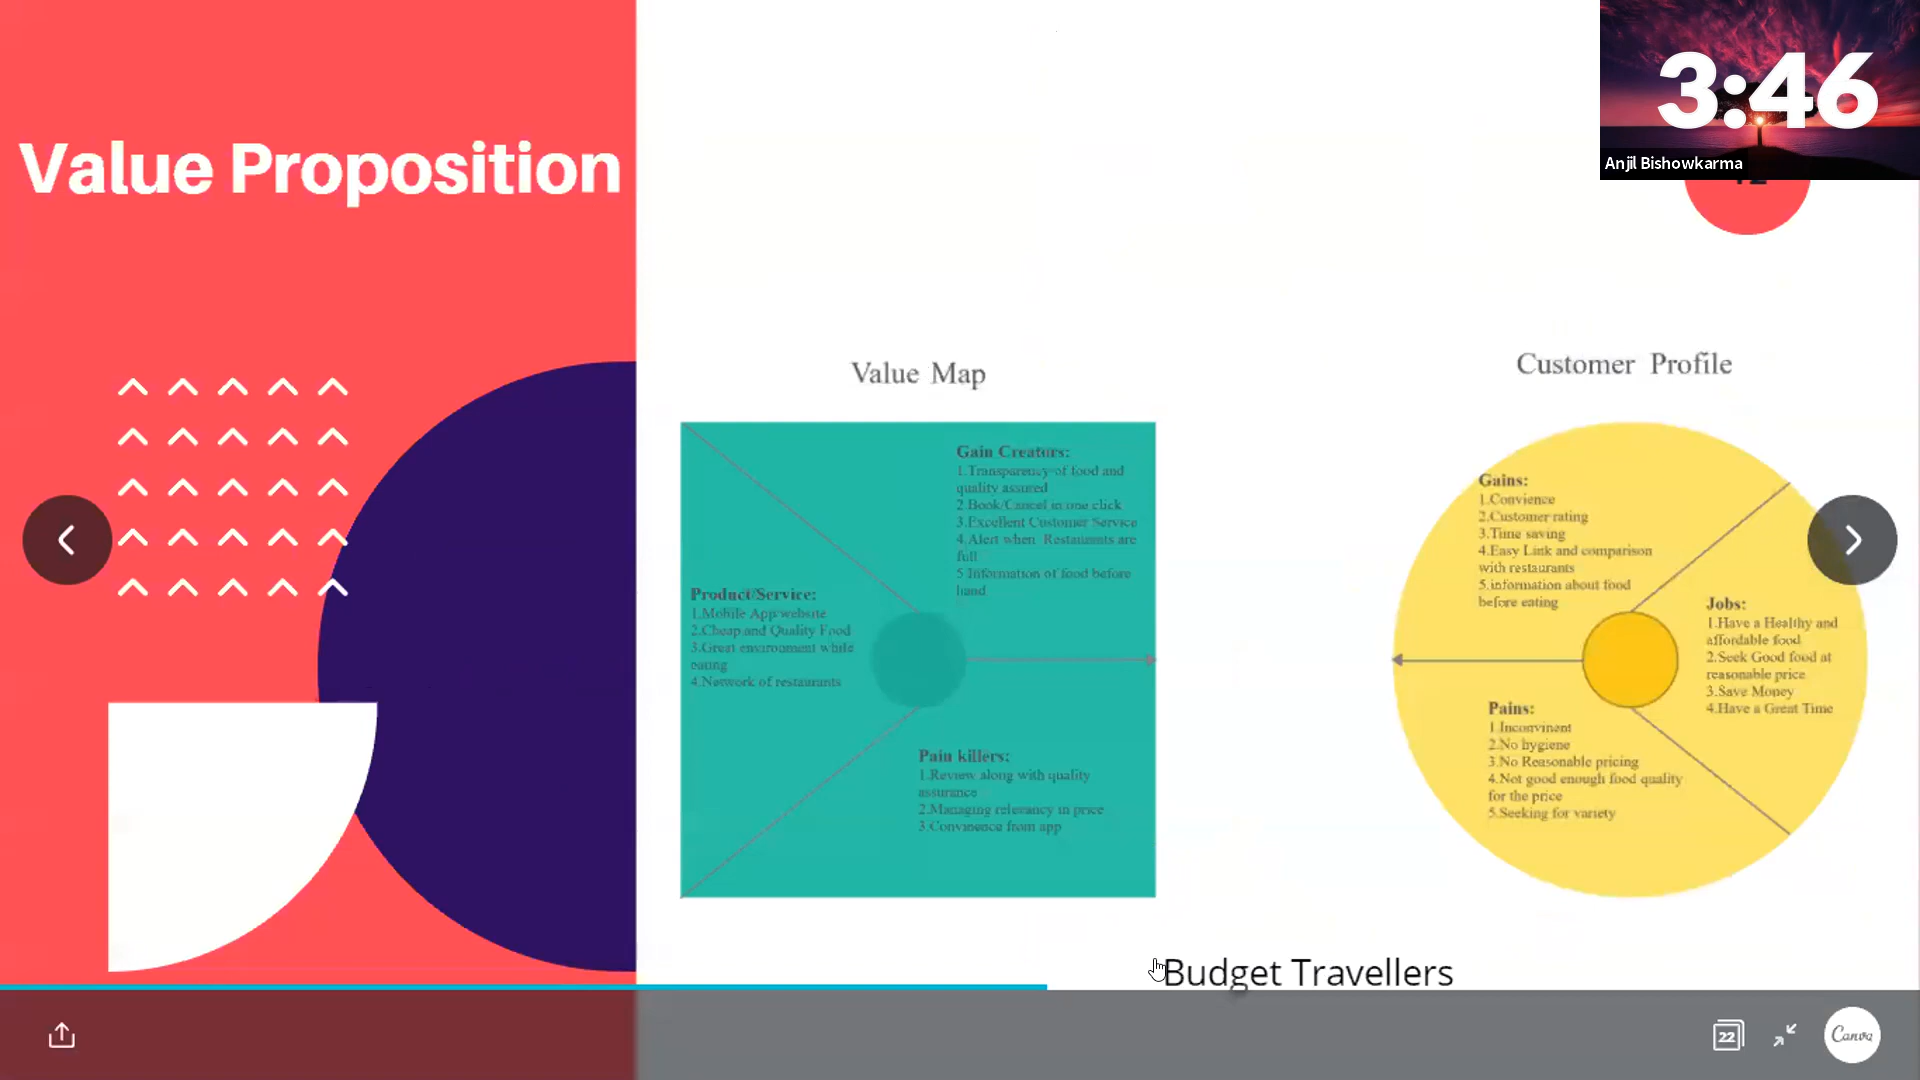 3:46
Anjil Bishowkarma
Value Proposition
Value Map
Customer Profile
Gain Creators:
1.Transparency of food and
quality assured
2.Book/Cancel in one click
3.Excellent Customer Service
4.Alert when Restaurants are
full
5.Information of food before
hand
Product/Service:
1.Mobile App/website
2.Cheap and Quality Food
3.Great environment while
eating
4.Network of restaurants
Pain killers:
1.Review along with quality
assurance
2.Managing relevancy in price
3.Convinence from app
Gains:
1.Convience
2.Customer rating
3.Time saving
4.Easy Link and comparison
with restaurants
5.information about food
before eating
Jobs:
1.Have a Healthy and
affordable food
2.Seek Good food at
reasonable price
3.Save Money
4.Have a Great Time
Pains:
1.Inconvinent
2.No hygiene
3.No Reasonable pricing
4.Not good enough food quality
for the price
5.Seeking for variety
Budget Travellers
22
Canva